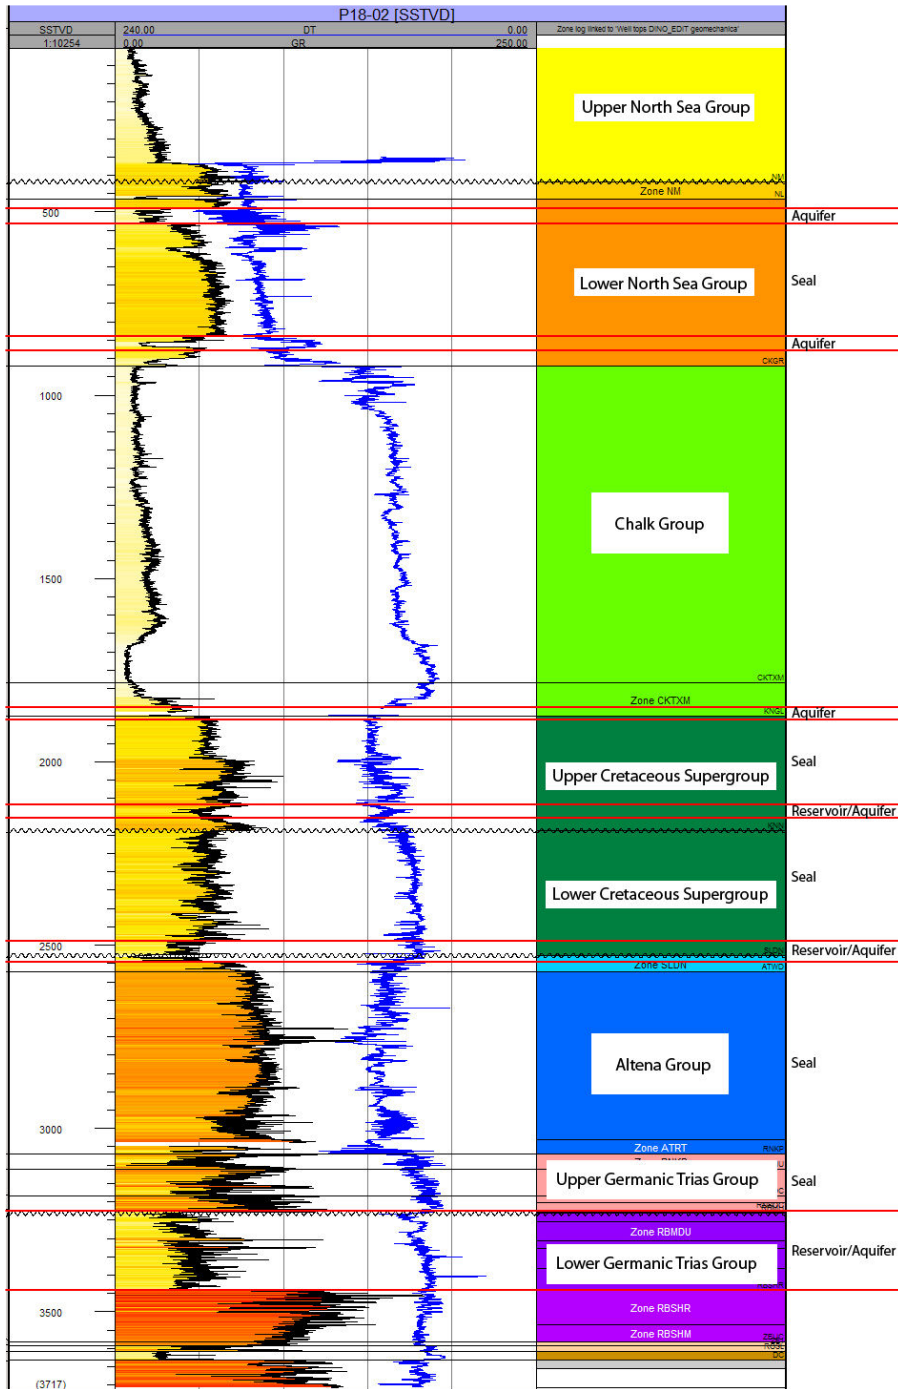 P18-02 [SSTVD]
SSTVD 240.00 DT 0.00 Zone log linked to 'Well tops DINO_EDIT geomechanica'
1:10254 0.00 GR 250.00
Upper North Sea Group
NM
Zone NM NL
500
Aquifer
Lower North Sea Group
Seal
Aquifer
CKGR
1000
Chalk Group
1500
CKTXM
Zone CKTXM
KNGL
Aquifer
2000
Seal
Upper Cretaceous Supergroup
Reservoir/Aquifer
KNN
Seal
Lower Cretaceous Supergroup
2500
SLDN
Reservoir/Aquifer
Zone SLDN ATWD
Altena Group
Seal
3000
Zone ATRT RNKP
Upper Germanic Trias Group
Seal
Zone RBMDU
Reservoir/Aquifer
Lower Germanic Trias Group
3500
Zone RBSHR
Zone RBSHM
DC
(3717)